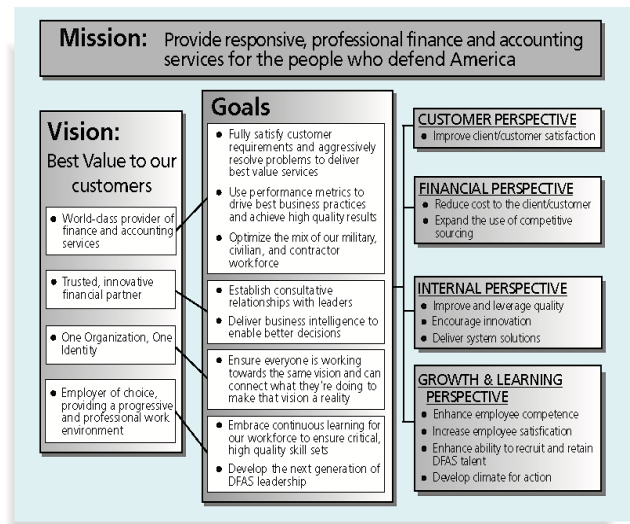 Mission: Provide responsive, professional finance and accounting
services for the people who defend America
Vision:
Best Value to our
customers
• World-class provider of
finance and accounting
services
• Trusted, innovative
financial partner
• One Organization, One
Identity
• Employer of choice,
providing a progressive
and professional work
environment
Goals
• Fully satisfy customer
requirements and aggressively
resolve problems to deliver
best value services
• Use performance metrics to
drive best business practices
and achieve high quality results
• Optimize the mix of our military,
civilian, and contractor
workforce
• Establish consultative
relationships with leaders
• Deliver business intelligence to
enable better decisions
• Ensure everyone is working
towards the same vision and can
connect what they're doing to
make that vision a reality
• Embrace continuous learning for
our workforce to ensure critical,
high quality skill sets
• Develop the next generation of
DFAS leadership
CUSTOMER PERSPECTIVE
• Improve client/customer satisfaction
FINANCIAL PERSPECTIVE
• Reduce cost to the client/customer
• Expand the use of competitive
sourcing
INTERNAL PERSPECTIVE
• Improve and leverage quality
• Encourage innovation
• Deliver system solutions
GROWTH & LEARNING
PERSPECTIVE
• Enhance employee competence
• Increase employee satisfication
• Enhance ability to recruit and retain
DFAS talent
• Develop climate for action